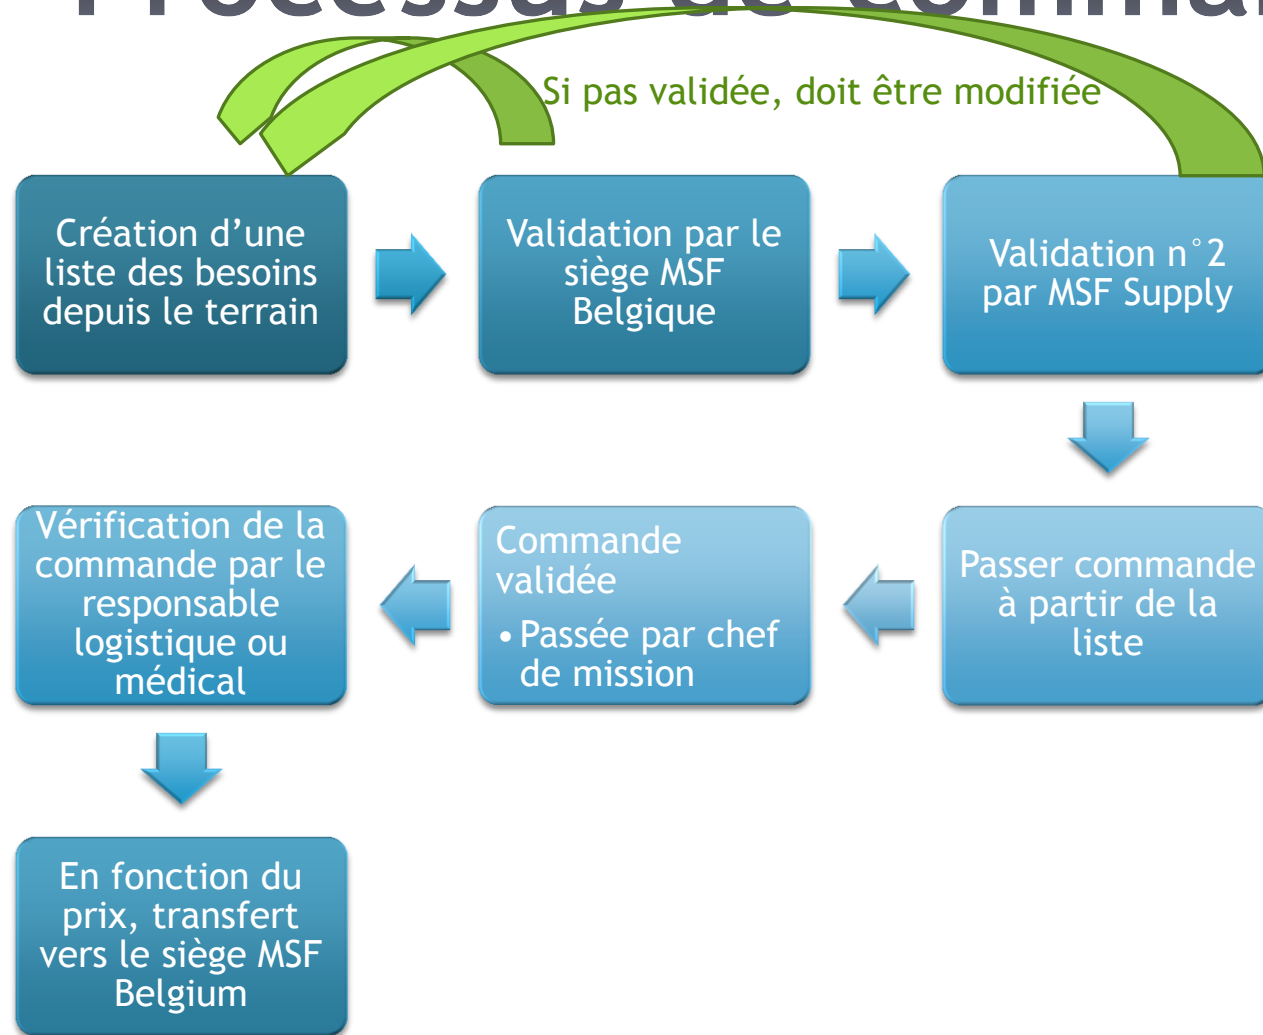 Processus de
Si pas validée, doit être modifiée
Création d’une
liste des besoins
depuis le terrain
Validation par le
siège MSF
Belgique
Validation n°2
par MSF Supply
Vérification de la
commande par le
responsable
logistique ou
médical
Commande
validée
• Passée par chef
de mission
Passer commande
à partir de la
liste
En fonction du
prix, transfert
vers le siège MSF
Belgium